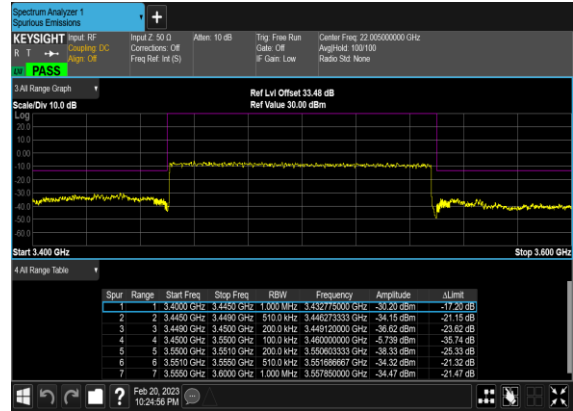 Spectrum Analyzer 1
Spurious Emissions
+
KEYSIGHT Input: RF Input Z: 50 Ω Atten: 10 dB Trig: Free Run Center Freq: 22.005000000 GHz
R T Coupling: DC Corrections: Off Gate: Off Avg|Hold: 100/100
Align: Off Freq Ref: Int (S) IF Gain: Low Radio Std: None
PASS
3 All Range Graph
Ref Lvl Offset 33.48 dB
Scale/Div 10.0 dB Ref Value 30.00 dBm
Log
20.0
10.0
0.00
-10.0
-20.0
-30.0
-40.0
-50.0
-60.0
Start 3.400 GHz Stop 3.600 GHz
4 All Range Table
Spur Range Start Freq Stop Freq RBW Frequency Amplitude ΔLimit
1 1 3.4000 GHz 3.4450 GHz 1.000 MHz 3.432775000 GHz -30.20 dBm -17.20 dB
2 2 3.4450 GHz 3.4490 GHz 510.0 kHz 3.446273333 GHz -34.15 dBm -21.15 dB
3 3 3.4490 GHz 3.4500 GHz 200.0 kHz 3.449120000 GHz -36.62 dBm -23.62 dB
4 4 3.4500 GHz 3.5500 GHz 100.0 kHz 3.460000000 GHz -5.739 dBm -35.74 dB
5 5 3.5500 GHz 3.5510 GHz 200.0 kHz 3.550603333 GHz -38.33 dBm -25.33 dB
6 6 3.5510 GHz 3.5550 GHz 510.0 kHz 3.551686667 GHz -34.32 dBm -21.32 dB
7 7 3.5550 GHz 3.6000 GHz 1.000 MHz 3.557850000 GHz -34.47 dBm -21.47 dB
? Feb 20, 2023
10:24:56 PM